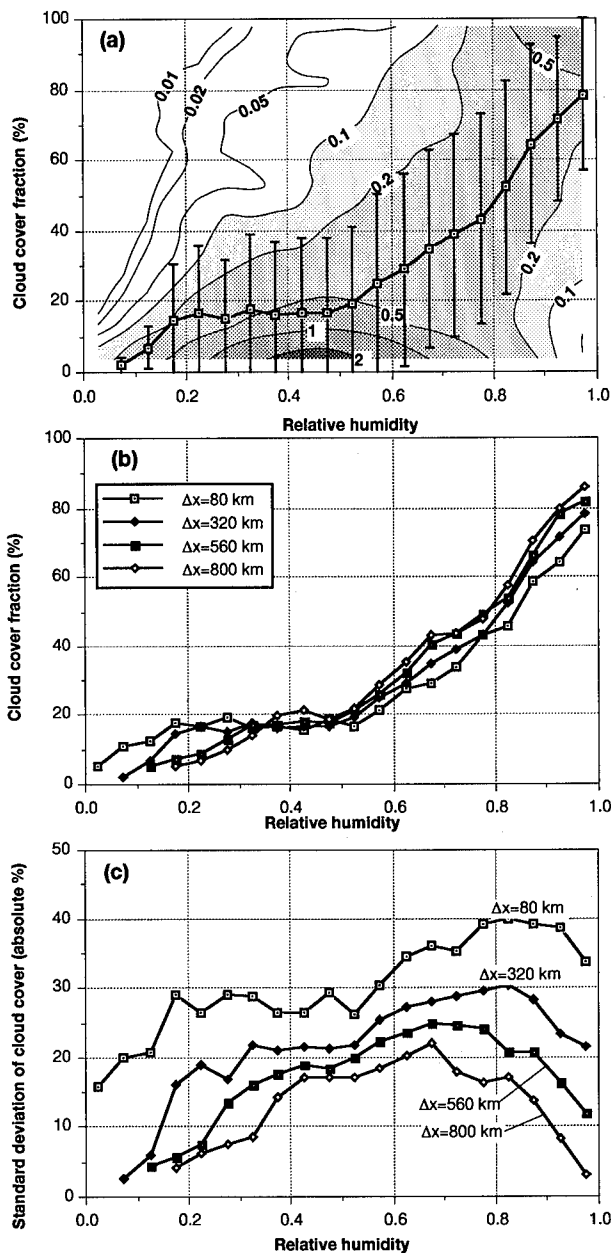 (a)
Cloud cover fraction (%)
100
80
60
40
20
0
0.01
0.02
0.05
0.1
0.2
0.5
0.5
1
2
0.2
0.1
0.0 0.2 0.4 0.6 0.8 1.0
Relative humidity
(b)
Cloud cover fraction (%)
100
80
60
40
20
0
Δx=80 km
Δx=320 km
Δx=560 km
Δx=800 km
0.0 0.2 0.4 0.6 0.8 1.0
Relative humidity
(c)
Standard deviation of cloud cover (absolute %)
50
40
30
20
10
0
Δx=80 km
Δx=320 km
Δx=560 km
Δx=800 km
0.0 0.2 0.4 0.6 0.8 1.0
Relative humidity